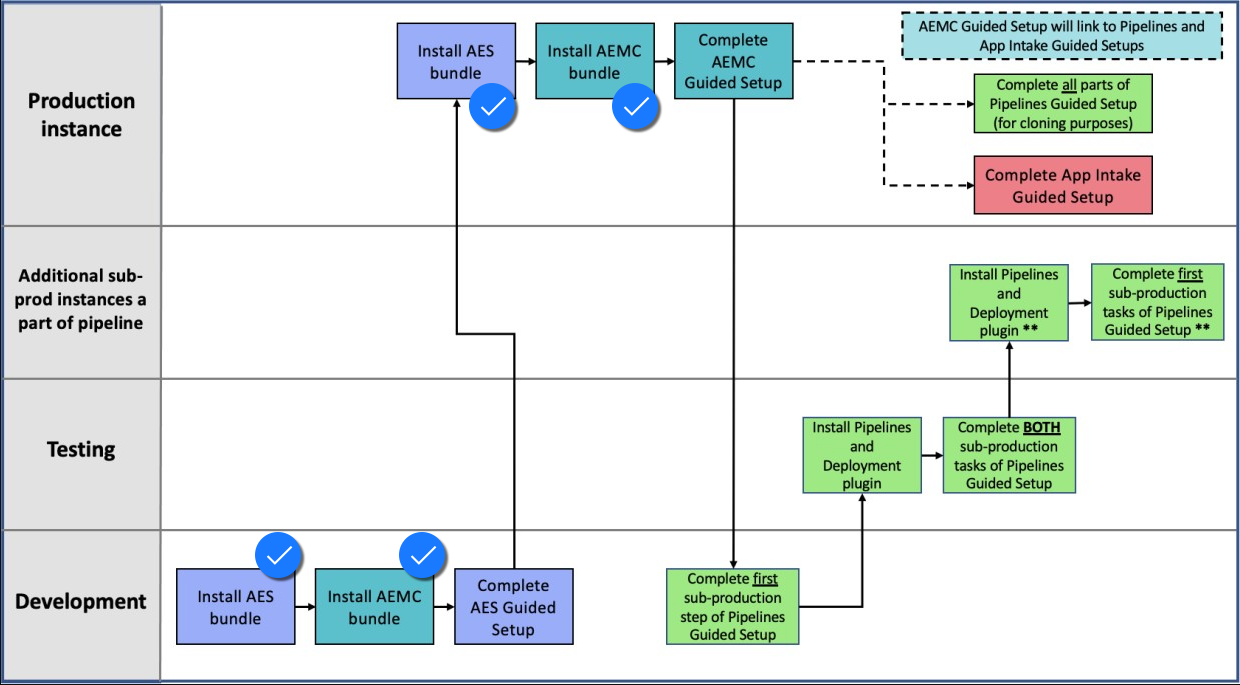 Production
instance
Install AES
bundle
Install AEMC
bundle
Complete
AEMC
Guided Setup
AEMC Guided Setup will link to Pipelines and
App Intake Guided Setups
Complete all parts of
Pipelines Guided Setup
(for cloning purposes)
Complete App Intake
Guided Setup
Additional sub-
prod instances a
part of pipeline
Install Pipelines
and
Deployment
plugin **
Complete first
sub-production
tasks of Pipelines
Guided Setup **
Testing
Install Pipelines
and
Deployment
plugin
Complete BOTH
sub-production
tasks of Pipelines
Guided Setup
Development
Install AES
bundle
Install AEMC
bundle
Complete
AES Guided
Setup
Complete first
sub-production
step of Pipelines
Guided Setup